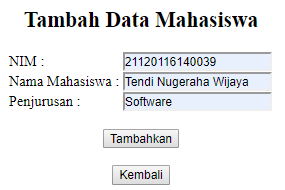 Tambah Data Mahasiswa
NIM : 21120116140039
Nama Mahasiswa : Tendi Nugeraha Wijaya
Penjurusan : Software
Tambahkan
Kembali